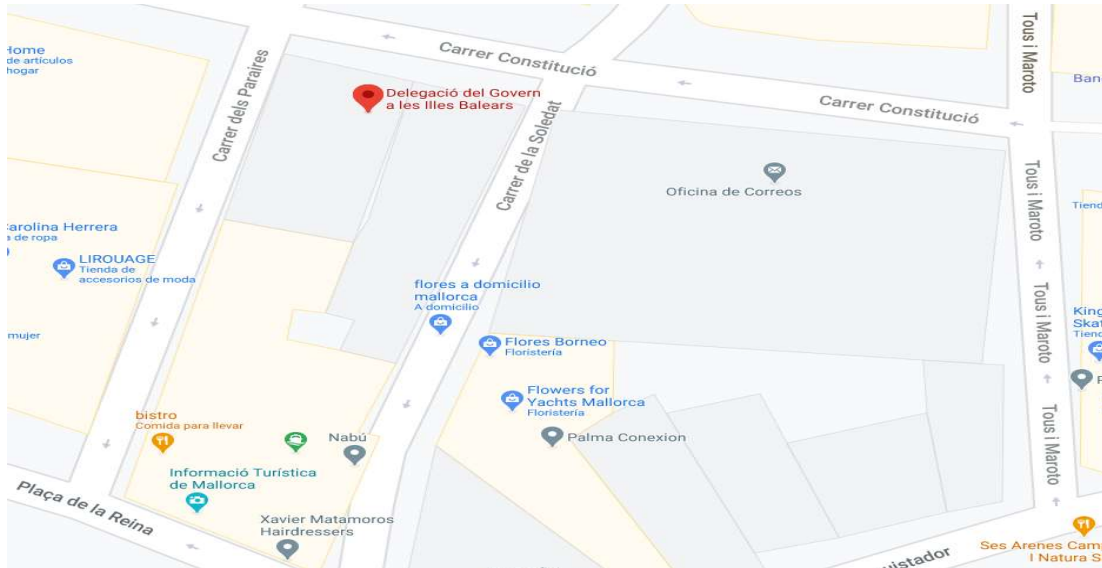 Home
de artículos
hogar
Carrer dels Paraires
Delegació del Govern
a les Illes Balears
Carrer Constitució
Carrer de la Soledat
Carrer Constitució
Tous i Maroto
Ban
Oficina de Correos
Tous i Maroto
Tiend
Carolina Herrera
a de ropa
LIROUAGE
Tienda de
accesorios de moda
flores a domicilio
mallorca
A domicilio
Tous i Maroto
King
Skat
Tiend
mujer
Flores Borneo
Floristería
Flowers for
Yachts Mallorca
Floristería
Tous i Maroto
bistro
Comida para llevar
Nabú
Palma Conexion
Informació Turística
de Mallorca
Plaça de la Reina
Xavier Matamoros
Hairdressers
uistador
Ses Arenes Cam
I Natura S